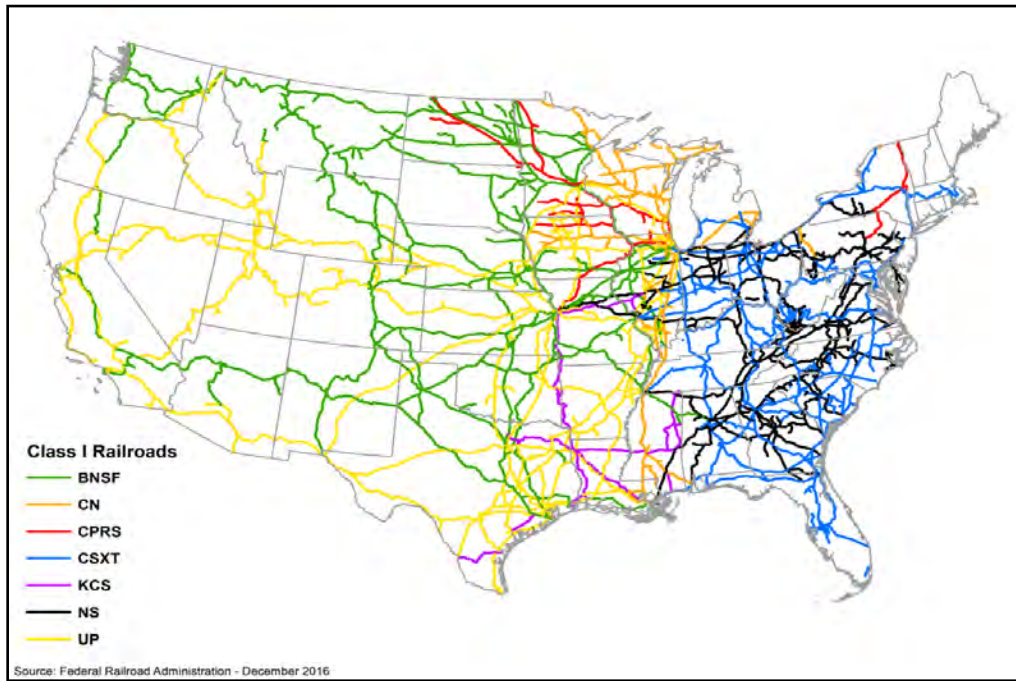 Class I Railroads
BNSF
CN
CPRS
CSXT
KCS
NS
UP
Source: Federal Railroad Administration - December 2016